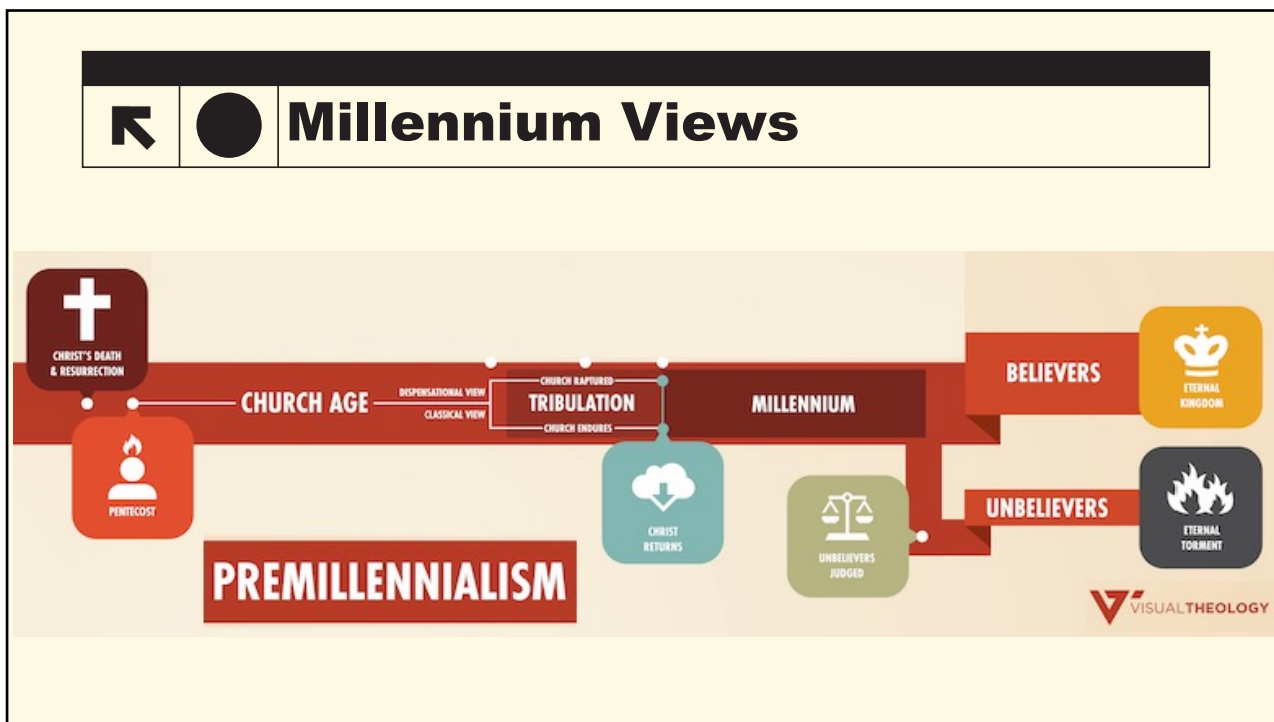 Millennium Views
CHRIST'S DEATH
& RESURRECTION
PENTECOST
CHURCH AGE
DISPENSATIONAL VIEW
CLASSICAL VIEW
CHURCH RAPTURED
TRIBULATION
CHURCH ENDURES
CHRIST
RETURNS
MILLENNIUM
UNBELIEVERS
JUDGED
BELIEVERS
ETERNAL
KINGDOM
UNBELIEVERS
ETERNAL
TORMENT
PREMILLENNIALISM
VISUALTHEOLOGY